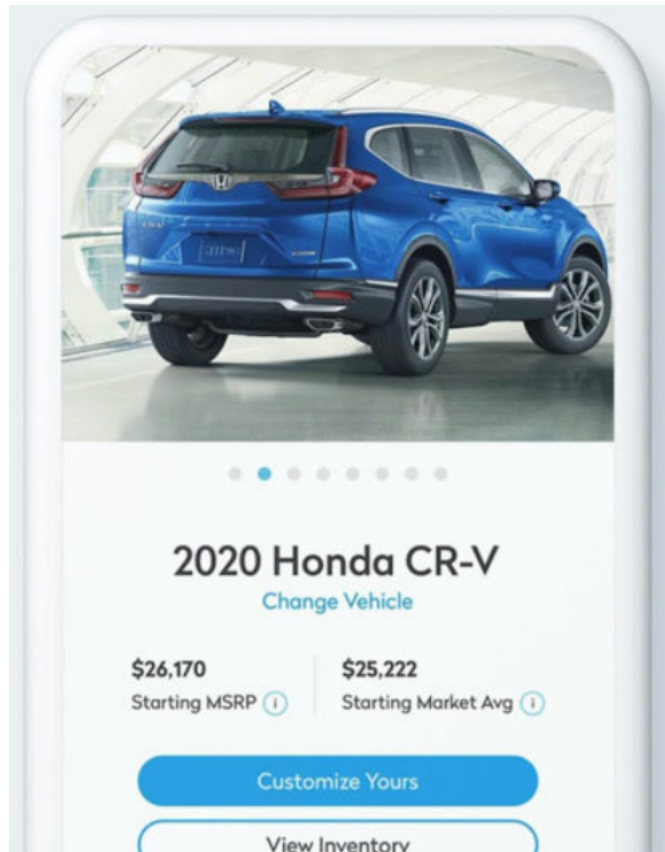 2020 Honda CR-V
Change Vehicle
$26,170
Starting MSRP i
$25,222
Starting Market Avg i
Customize Yours
View Inventory